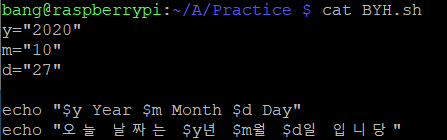 bang@raspberrypi:~/A/Practice $ cat BYH.sh
y="2020"
m="10"
d="27"
echo "$y Year $m Month $d Day"
echo "오늘 날짜는 $y년 $m월 $d일 입니당"